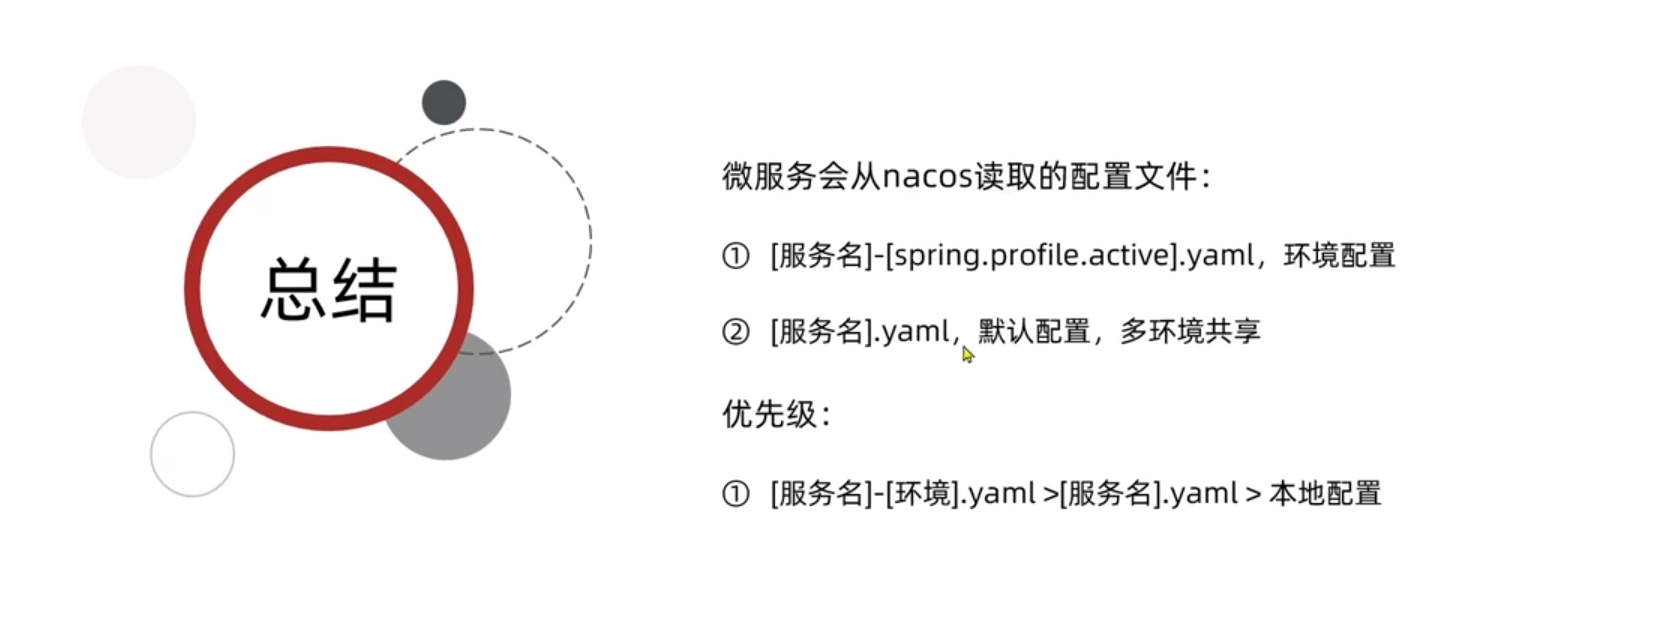 总结
微服务会从nacos读取的配置文件：
① [服务名]-[spring.profile.active].yaml，环境配置
② [服务名].yaml，默认配置，多环境共享
优先级：
① [服务名]-[环境].yaml >[服务名].yaml > 本地配置